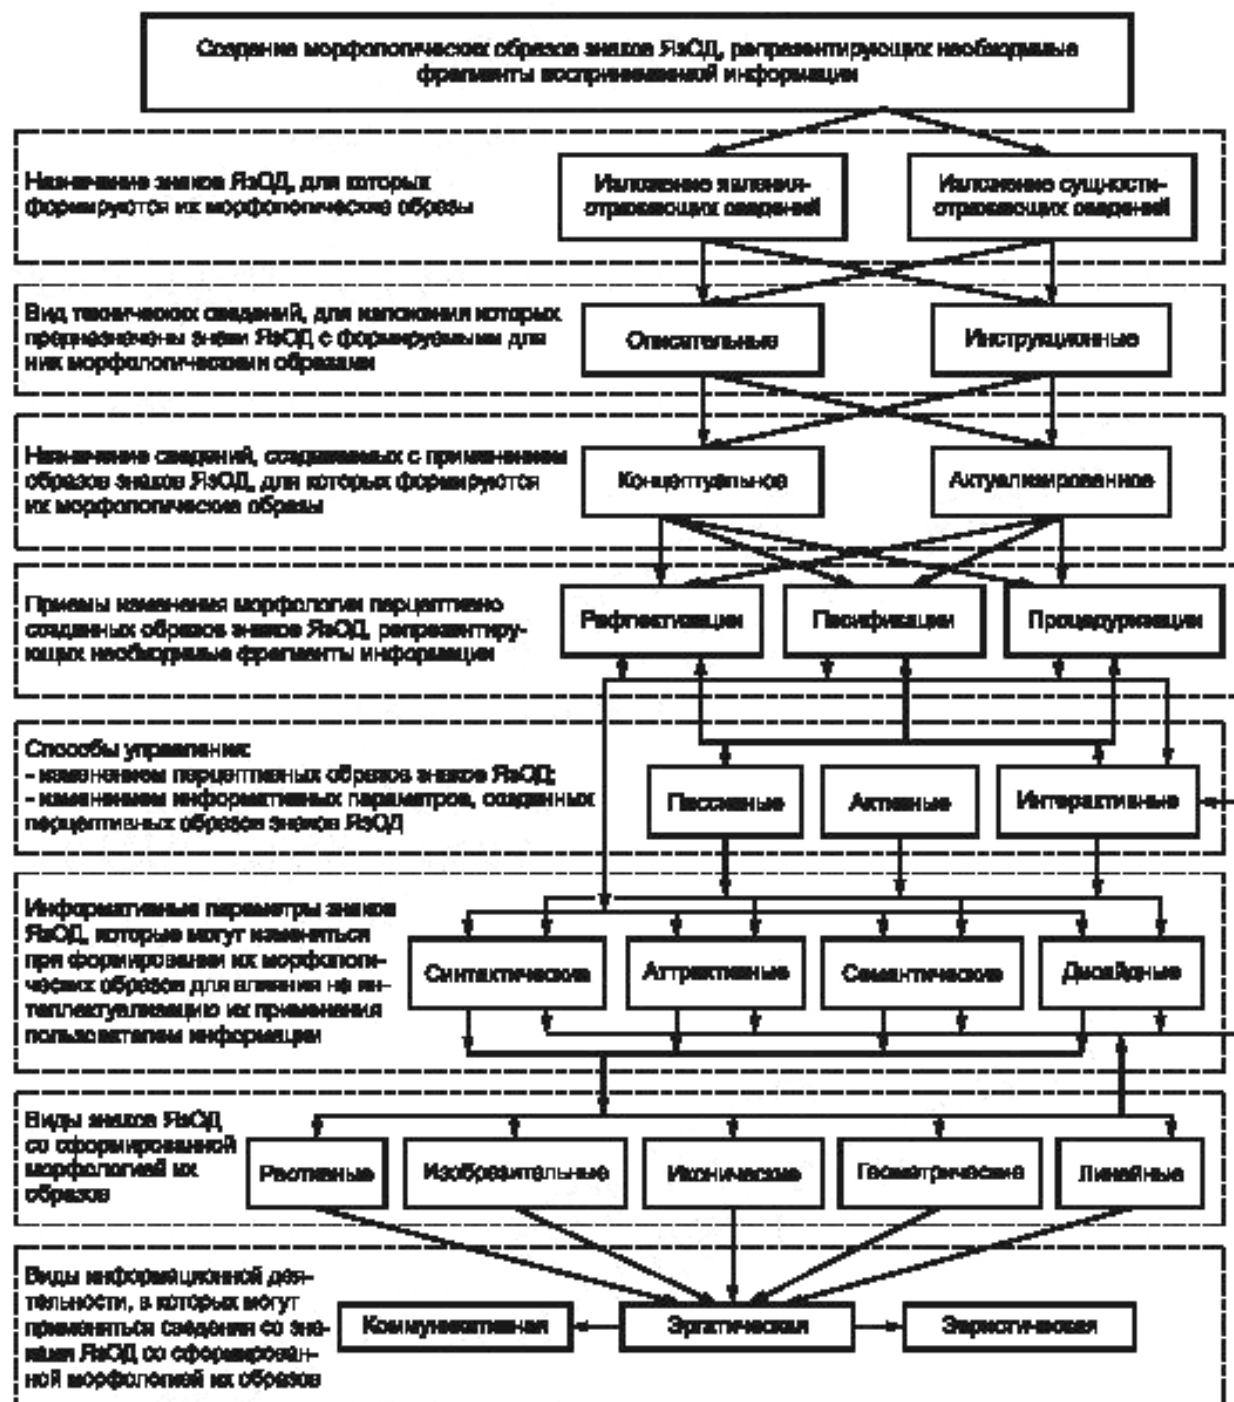 Создание морфологических образов знаков ЯзОД, репрезентирующих необходимые
фрагменты воспринимаемой информации
Назначение знаков ЯзОД, для которых
формируются их морфологические образы
Изложение явления-
отражающих сведений
Изложение сущности-
отражающих сведений
Вид технических сведений, для изложения которых
предназначены знаки ЯзОД с формируемыми для
них морфологическими образами
Описательные
Инструкционные
Назначение сведений, создаваемых с применением
образов знаков ЯзОД, для которых формируются
их морфологические образы
Концептуальное
Актуализированное
Приемы изменения морфологии перцептивно
созданных образов знаков ЯзОД, репрезентиру-
ющих необходимые фрагменты информации
Рефлектизации
Пасификации
Процедуризации
Способы управления:
- изменением перцептивных образов знаков ЯзОД;
- изменением информативных параметров, созданных
перцептивных образов знаков ЯзОД
Пассивные
Активные
Интерактивные
Информативные параметры знаков
ЯзОД, которые могут изменяться
при формировании их морфологи-
ческих образов для влияния на ин-
теллектуализацию их применения
пользователем информации
Синтактические
Аттрактивные
Семантические
Дисайдные
Виды знаков ЯзОД
со сформированной
морфологией их
образов
Изобразительные
Иконические
Геометрические
Линейные
Виды информационной дея-
тельности, в которых могут
применяться сведения со зна-
ками ЯзОД со сформирован-
ной морфологией их образов
Коммуникативная
Эргатическая
Эвристическая